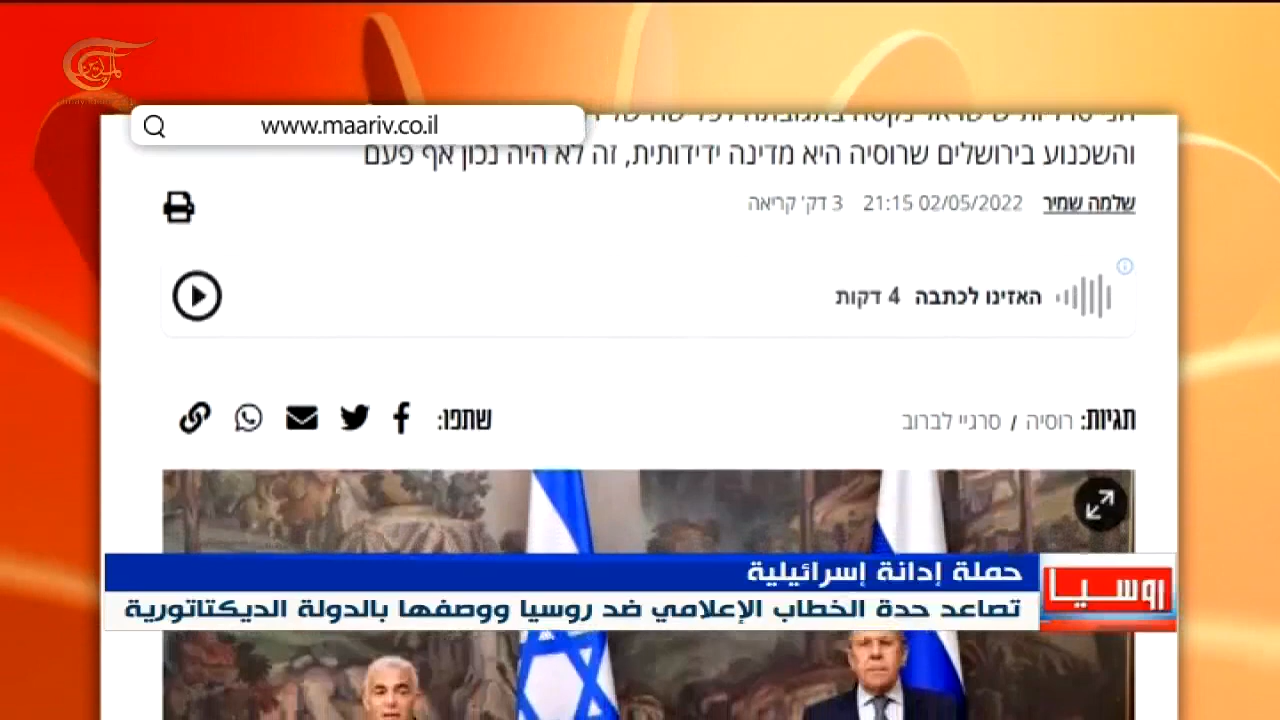 الميادين
www.maariv.co.il
והשכנוע בירושלים שרוסיה היא מדינה ידידותית, זה לא היה נכון אף פעם
שלמה שמיר 02/05/2022 21:15 3 דק' קריאה
האזינו לכתבה 4 דקות
תגיות: רוסיה / סרגיי לברוב
שתפו:
روسيا
حملة إدانة إسرائيلية
تصاعد حدة الخطاب الإعلامي ضد روسيا ووصفها بالدولة الديكتاتورية